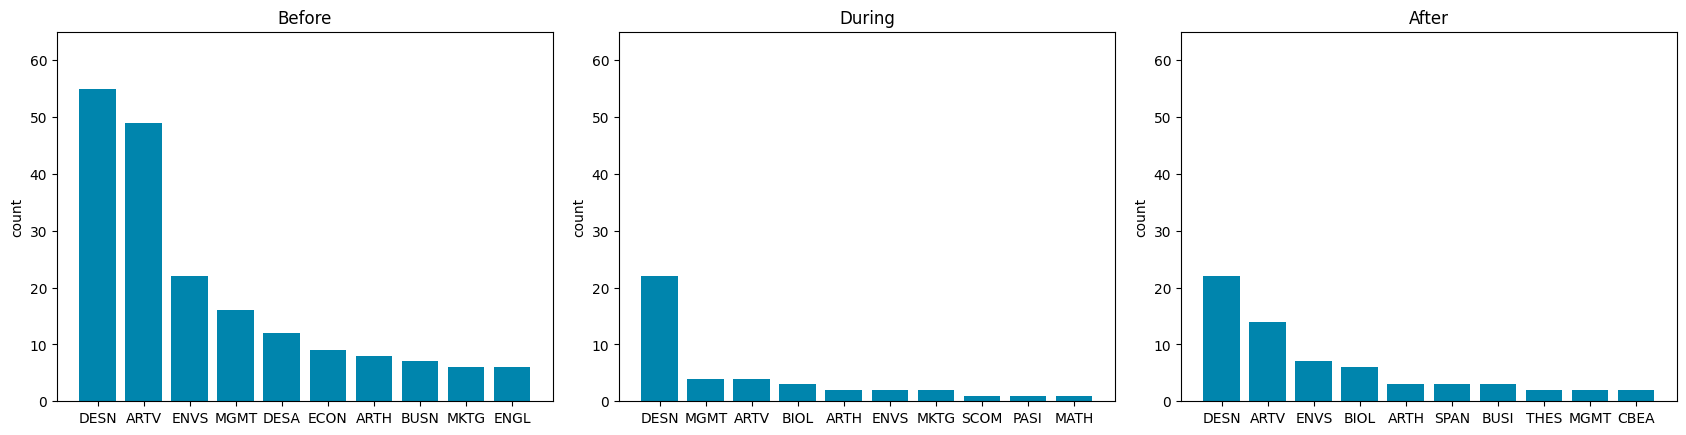 Before
60
50
40
30
20
10
0
count
DESN ARTV ENVS MGMT DESA ECON ARTH BUSN MKTG ENGL
During
60
50
40
30
20
10
0
count
DESN MGMT ARTV BIOL ARTH ENVS MKTG SCOM PASI MATH
After
60
50
40
30
20
10
0
count
DESN ARTV ENVS BIOL ARTH SPAN BUSI THES MGMT CBEA